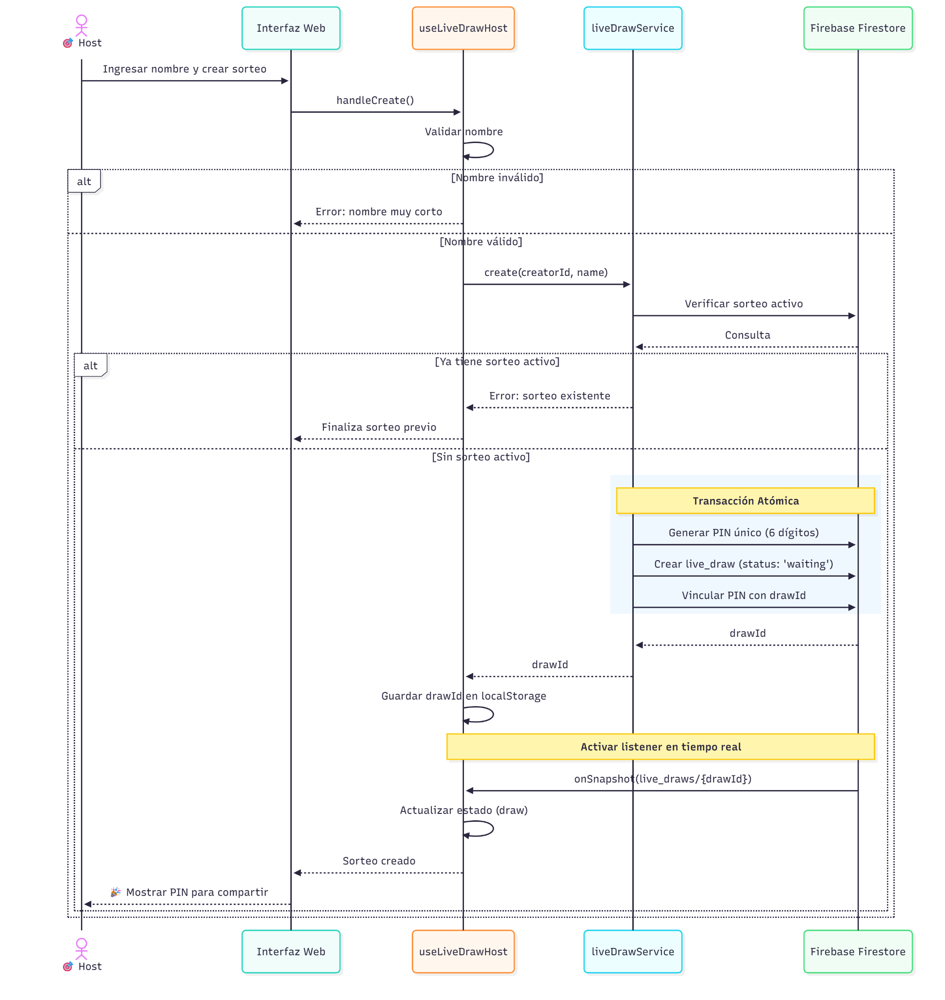 🎯 Host
Interfaz Web
useLiveDrawHost
liveDrawService
Firebase Firestore
Ingresar nombre y crear sorteo
handleCreate()
Validar nombre
alt
[Nombre inválido]
Error: nombre muy corto
[Nombre válido]
create(creatorId, name)
Verificar sorteo activo
Consulta
alt
[Ya tiene sorteo activo]
Error: sorteo existente
Finaliza sorteo previo
[Sin sorteo activo]
Transacción Atómica
Generar PIN único (6 dígitos)
Crear live_draw (status: 'waiting')
Vincular PIN con drawId
drawId
drawId
Guardar drawId en localStorage
Activar listener en tiempo real
onSnapshot(live_draws/{drawId})
Actualizar estado (draw)
Sorteo creado
🎉 Mostrar PIN para compartir
🎯 Host
Interfaz Web
useLiveDrawHost
liveDrawService
Firebase Firestore